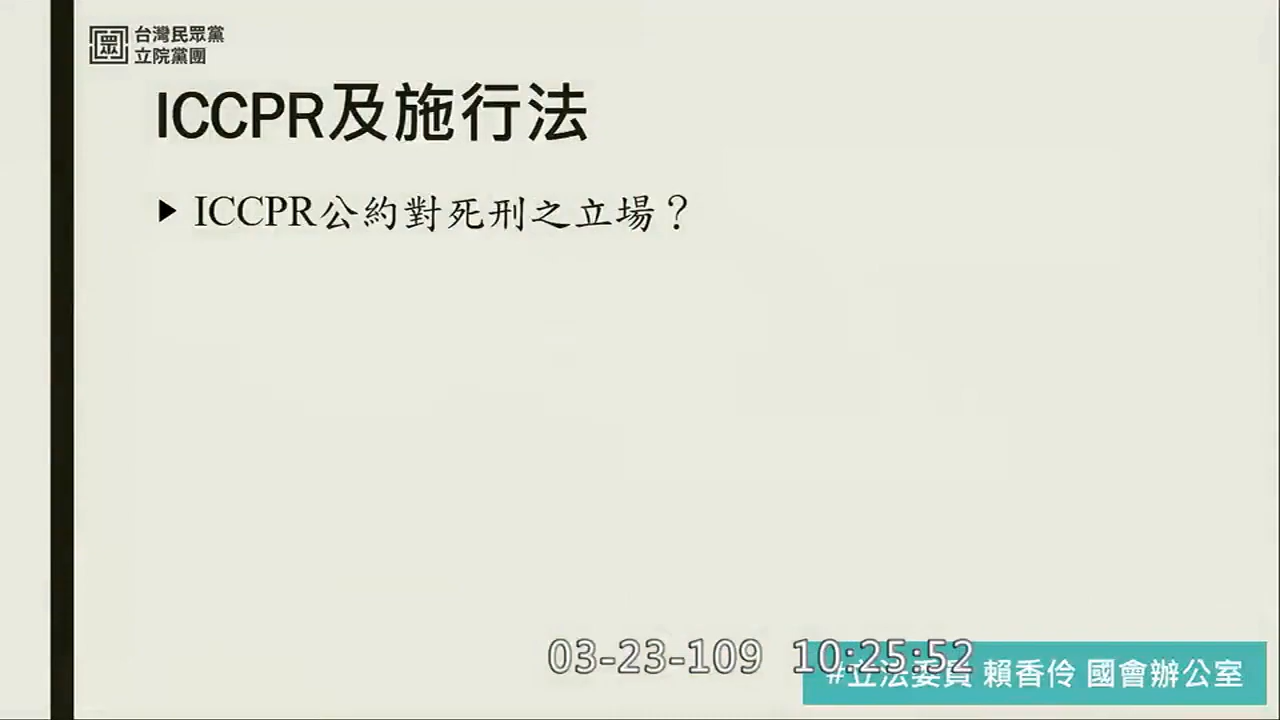 台灣民眾黨
立院黨團
ICCPR及施行法
ICCPR公約對死刑之立場？
03-23-109 10:25:52
#立法委員 賴香伶 國會辦公室